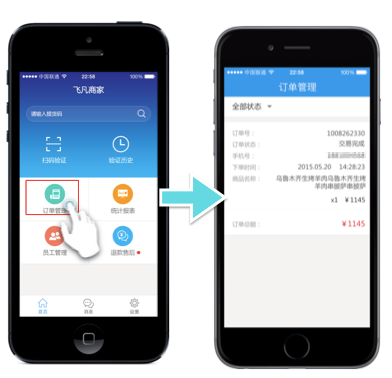 中国联通 22:58 100%
飞凡商家
请输入提货码
扫码验证 验证历史
订单管理 统计报表
员工管理 退款售后
首页 消息 设置
中国联通 22:58 100%
订单管理
全部状态
订单号： 1008262330
订单状态： 交易完成
手机号：
下单时间： 2015.05.20 14:28:23
商品名称： 乌鲁木齐生烤羊肉乌鲁木齐生烤
羊肉串披萨串披萨
x1 ￥1145
订单总额： ￥1145